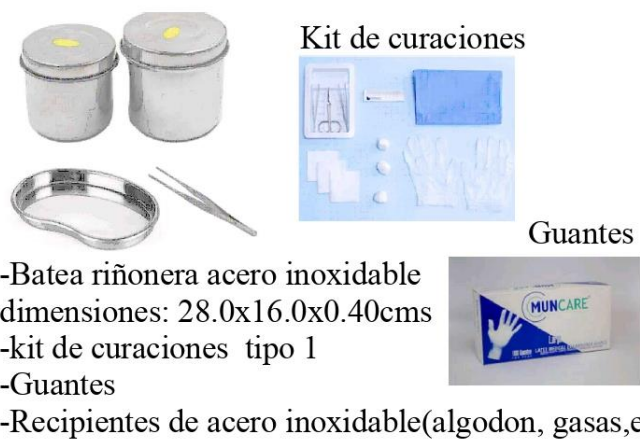 Kit de curaciones
Guantes
-Batea riñonera acero inoxidable
dimensiones: 28.0x16.0x0.40cms
-kit de curaciones  tipo 1
-Guantes
-Recipientes de acero inoxidable(algodon, gasas,e
MUNCARE